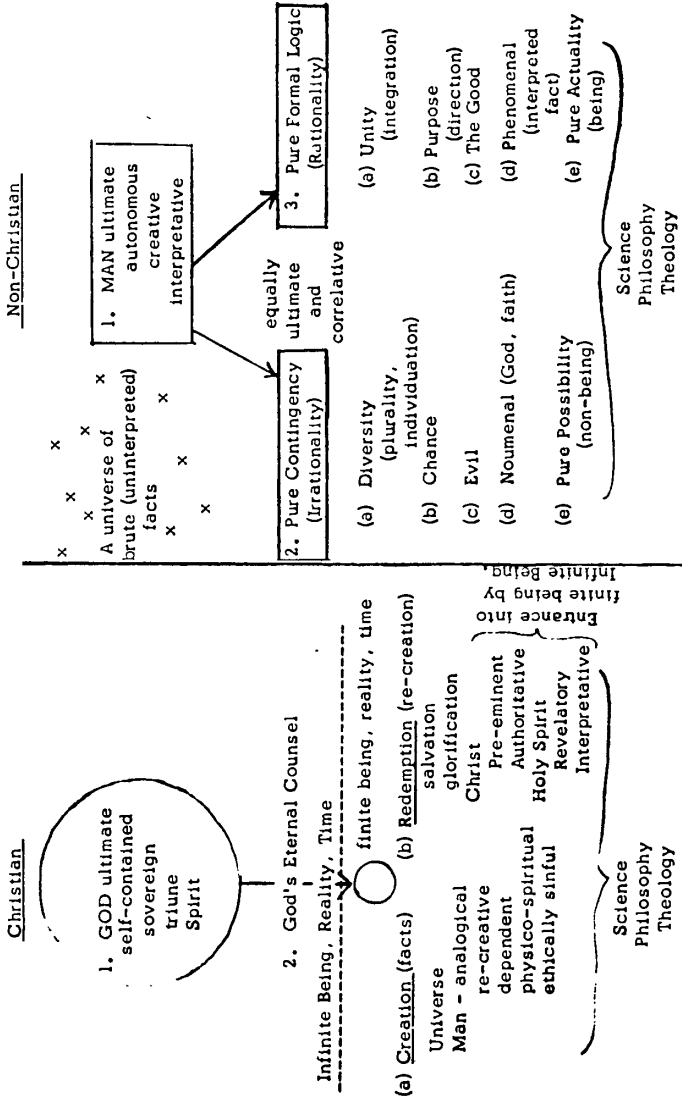 Christian
1. GOD ultimate
self-contained
sovereign
triune
Spirit
2. God's Eternal Counsel
Infinite Being, Reality, Time
finite being, reality, time
(a) Creation (facts)
Universe
Man - analogical
re-creative
dependent
physico-spiritual
ethically sinful
(b) Redemption (re-creation)
salvation
glorification
Christ
Pre-eminent
Authoritative
Holy Spirit
Revelatory
Interpretative
Entrance into
finite being by
Infinite Being.
Science
Philosophy
Theology
Non-Christian
x x x x x x x x x x
A universe of
brute (uninterpreted)
facts
1. MAN ultimate
autonomous
creative
interpretative
2. Pure Contingency
(Irrationality)
equally
ultimate
and
correlative
3. Pure Formal Logic
(Rationality)
(a) Diversity
(plurality,
individuation)
(b) Chance
(c) Evil
(d) Noumenal (God, faith)
(e) Pure Possibility
(non-being)
(a) Unity
(integration)
(b) Purpose
(direction)
(c) The Good
(d) Phenomenal
(interpreted
fact)
(e) Pure Actuality
(being)
Science
Philosophy
Theology